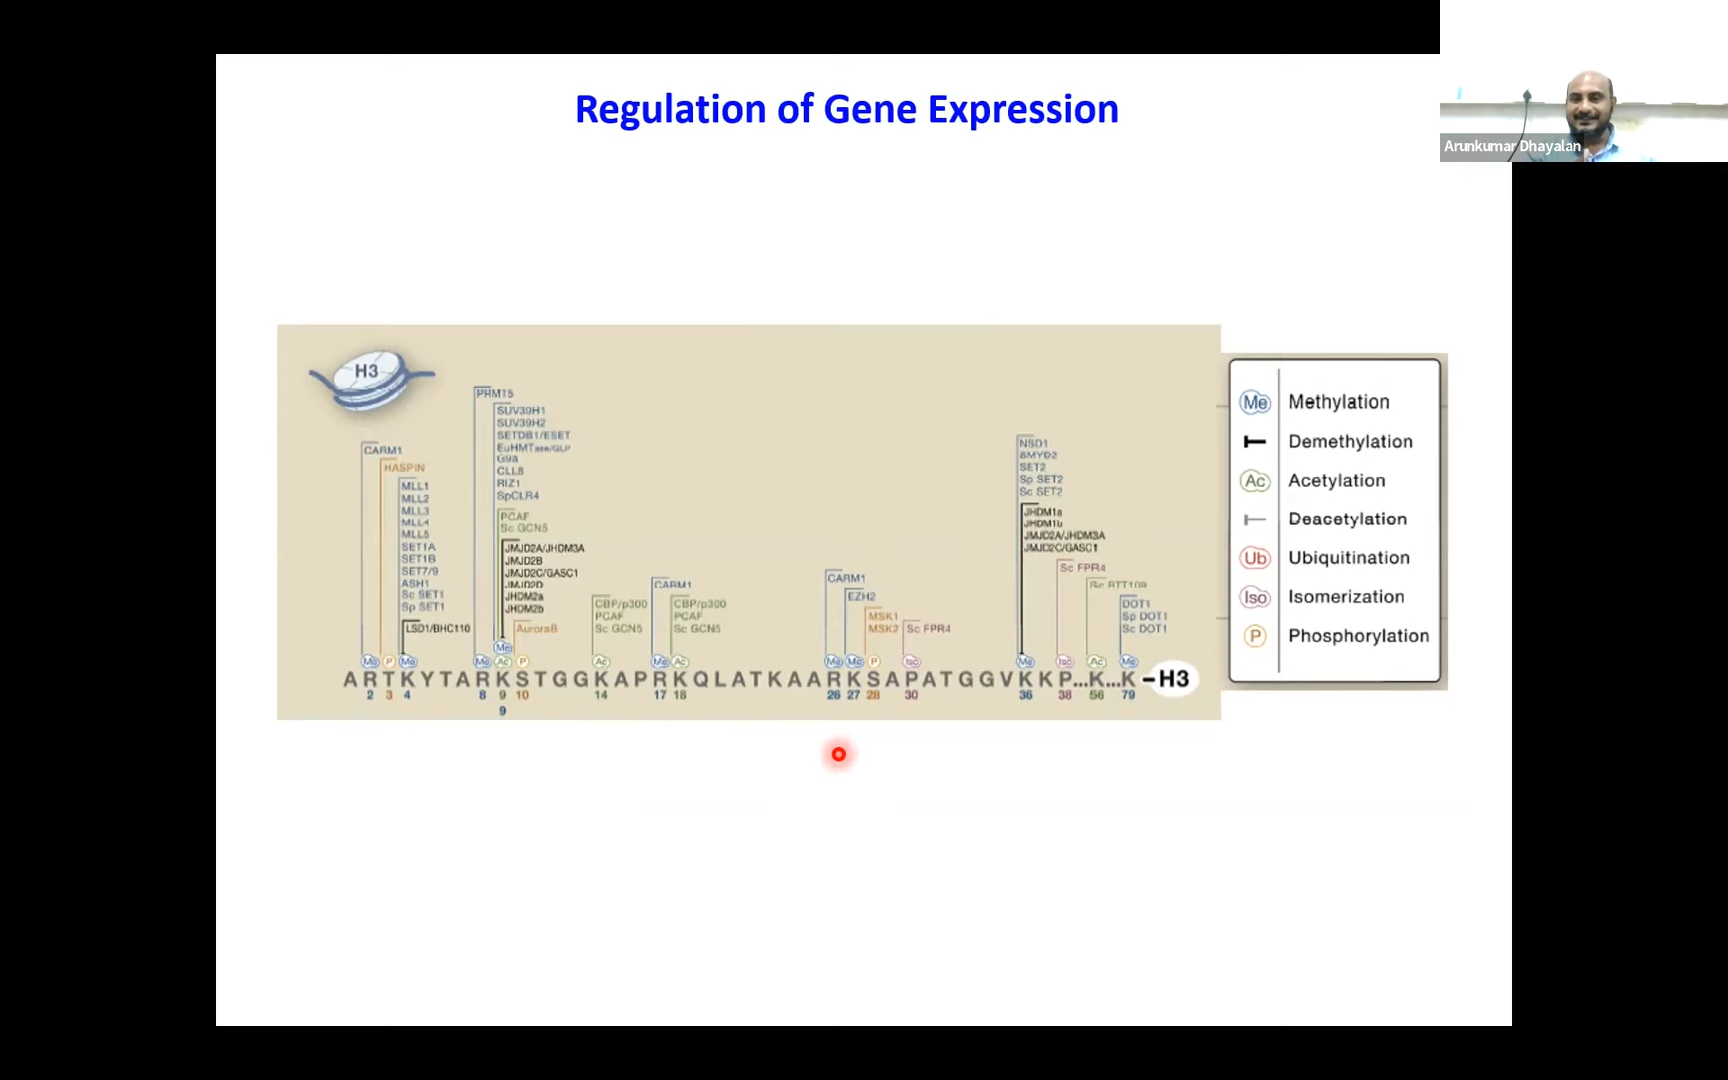 Regulation of Gene Expression
Arunkumar Dhayalan
H3
PRMT5
SUV39H1
SUV39H2
SETDB1/ESET
G9a
CLL8
RIZ1
SpCLR4
PCAF
Sc GCN5
JMJD2A/JHDM3A
JMJD2B
JMJD2C/GASC1
JMJD2D
JHDM2a
JHDM2b
AuroraB
CARM1
HASPIN
MLL1
MLL2
MLL3
MLL4
MLL5
SET1A
SET1B
SET7/9
ASH1
Sc SET1
Sp SET1
LSD1/BHC110
CBP/p300
PCAF
Sc GCN5
CARM1
CBP/p300
PCAF
Sc GCN5
CARM1
EZH2
MSK1
MSK2
Sc FPR4
NSD1
SMYD2
SET2
Sp SET2
Sc SET2
JHDM1a
JHDM1b
JMJD2A/JHDM3A
JMJD2C/GASC1
Sc FPR4
Sc RTT109
DOT1
Sp DOT1
Sc DOT1
Me P Me Me Me Ac P Ac Me Ac Me Me P Iso Me Iso Ac Me
A R T K Y T A R K S T G G K A P R K Q L A T K A A R K S A P A T G G V K K P...K...K –H3
2 3 4 8 9 10 14 17 18 26 27 28 30 36 38 56 79
9
Me Methylation
Demethylation
Ac Acetylation
Deacetylation
Ub Ubiquitination
Iso Isomerization
P Phosphorylation